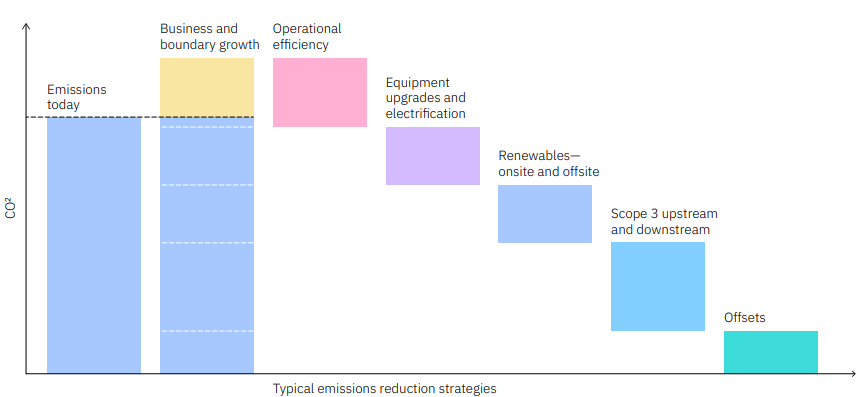 Business and
boundary growth
Operational
efficiency
Emissions
today
Equipment
upgrades and
electrification
Renewables—
onsite and offsite
Scope 3 upstream
and downstream
Offsets
CO²
Typical emissions reduction strategies